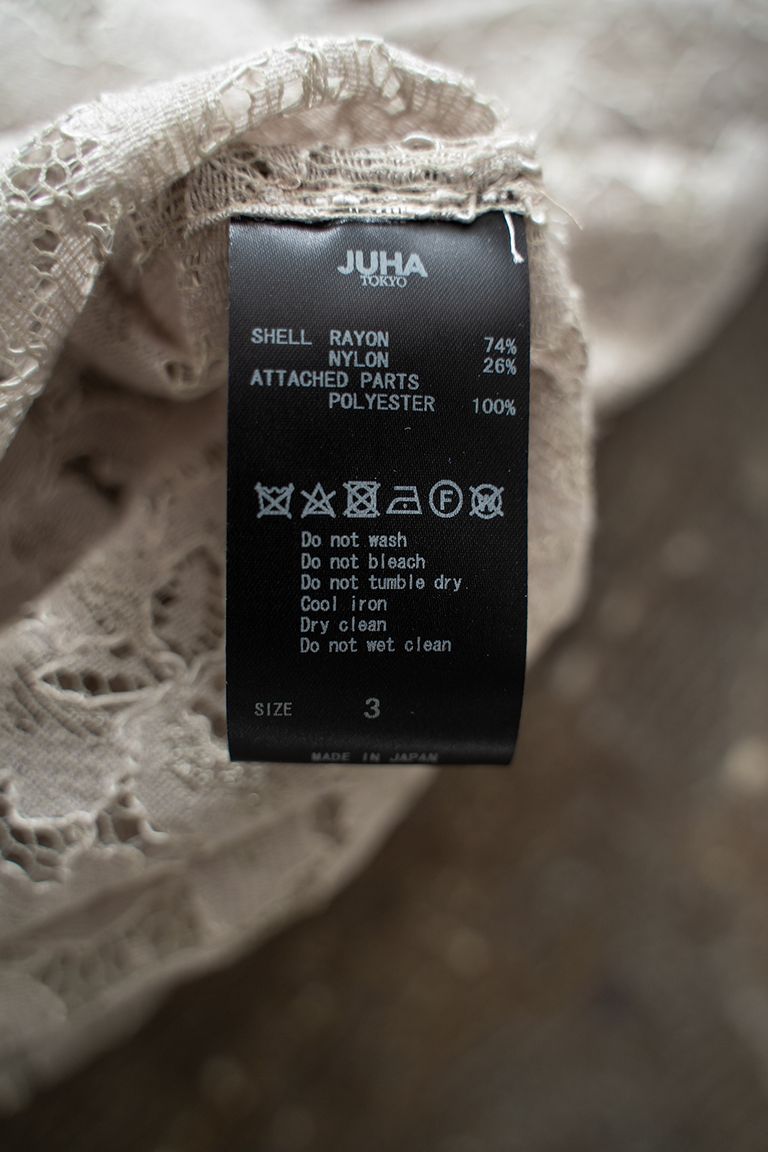 JUHA
TOKYO
SHELL RAYON 74%
NYLON 26%
ATTACHED PARTS
POLYESTER 100%
F W
Do not wash
Do not bleach
Do not tumble dry
Cool iron
Dry clean
Do not wet clean
SIZE 3
MADE IN JAPAN